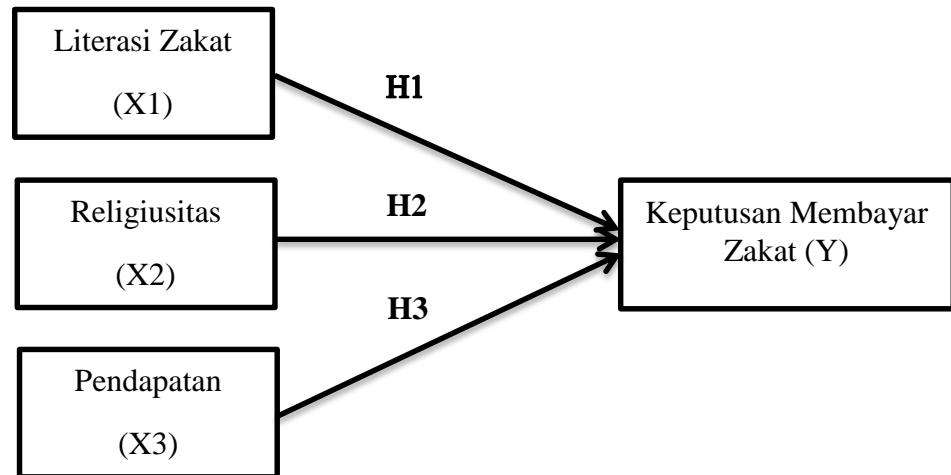 Literasi Zakat
(X1)
H1
Religiusitas
(X2)
H2
Keputusan Membayar
Zakat (Y)
H3
Pendapatan
(X3)